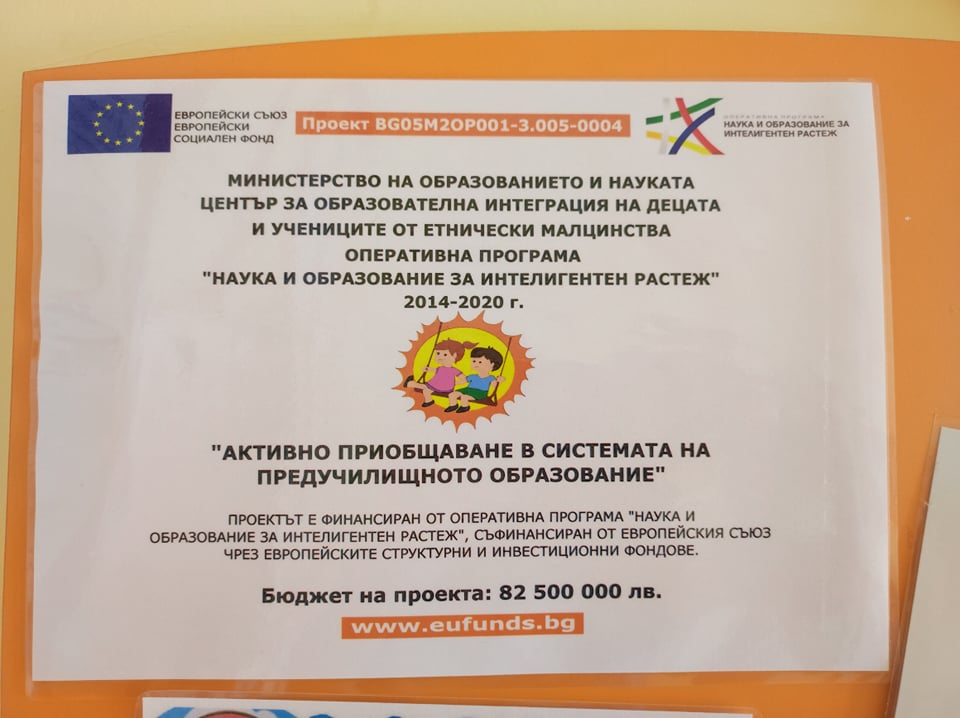 ЕВРОПЕЙСКИ СЪЮЗ
ЕВРОПЕЙСКИ
СОЦИАЛЕН ФОНД
Проект BG05M2OP001-3.005-0004
ОПЕРАТИВНА ПРОГРАМА
НАУКА И ОБРАЗОВАНИЕ ЗА
ИНТЕЛИГЕНТЕН РАСТЕЖ
МИНИСТЕРСТВО НА ОБРАЗОВАНИЕТО И НАУКАТА
ЦЕНТЪР ЗА ОБРАЗОВАТЕЛНА ИНТЕГРАЦИЯ НА ДЕЦАТА
И УЧЕНИЦИТЕ ОТ ЕТНИЧЕСКИ МАЛЦИНСТВА
ОПЕРАТИВНА ПРОГРАМА
"НАУКА И ОБРАЗОВАНИЕ ЗА ИНТЕЛИГЕНТЕН РАСТЕЖ"
2014-2020 г.
"АКТИВНО ПРИОБЩАВАНЕ В СИСТЕМАТА НА
ПРЕДУЧИЛИЩНОТО ОБРАЗОВАНИЕ"
ПРОЕКТЪТ Е ФИНАНСИРАН ОТ ОПЕРАТИВНА ПРОГРАМА "НАУКА И
ОБРАЗОВАНИЕ ЗА ИНТЕЛИГЕНТЕН РАСТЕЖ", СЪФИНАНСИРАН ОТ ЕВРОПЕЙСКИЯ СЪЮЗ
ЧРЕЗ ЕВРОПЕЙСКИТЕ СТРУКТУРНИ И ИНВЕСТИЦИОННИ ФОНДОВЕ.
Бюджет на проекта: 82 500 000 лв.
www.eufunds.bg